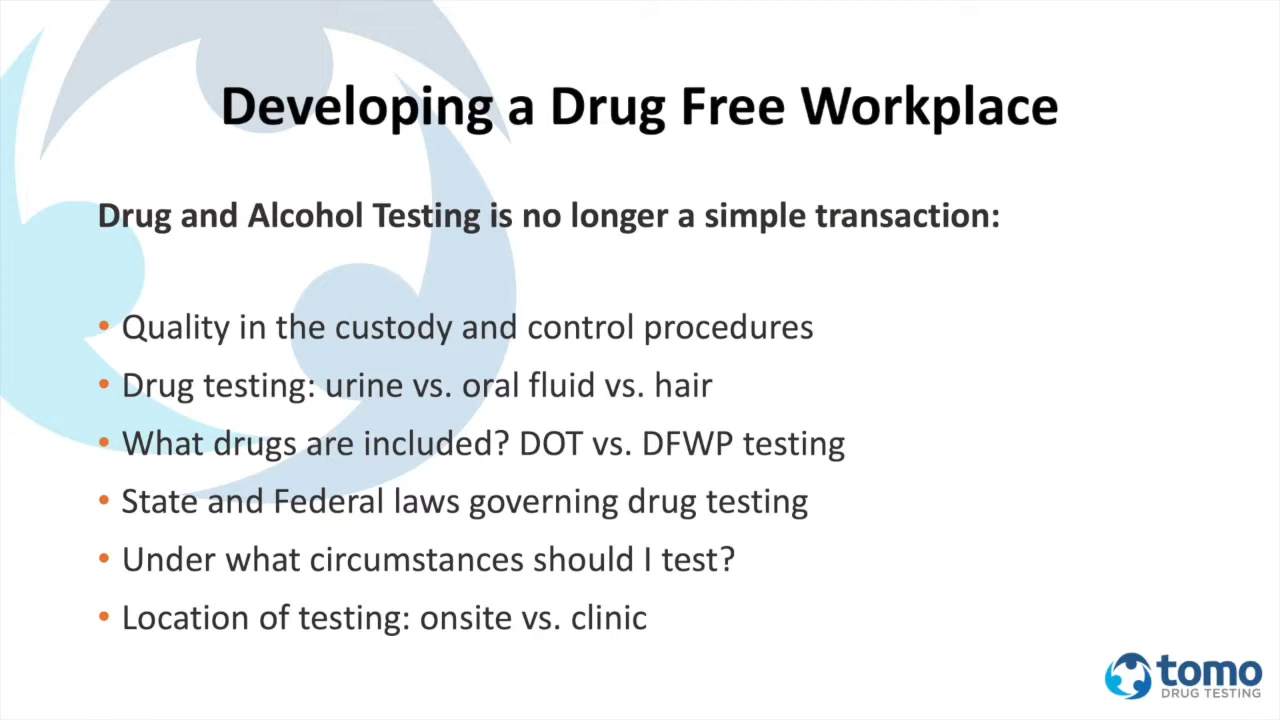 Developing a Drug Free Workplace
Drug and Alcohol Testing is no longer a simple transaction:
• Quality in the custody and control procedures
• Drug testing: urine vs. oral fluid vs. hair
• What drugs are included? DOT vs. DFWP testing
• State and Federal laws governing drug testing
• Under what circumstances should I test?
• Location of testing: onsite vs. clinic
tomo
DRUG TESTING